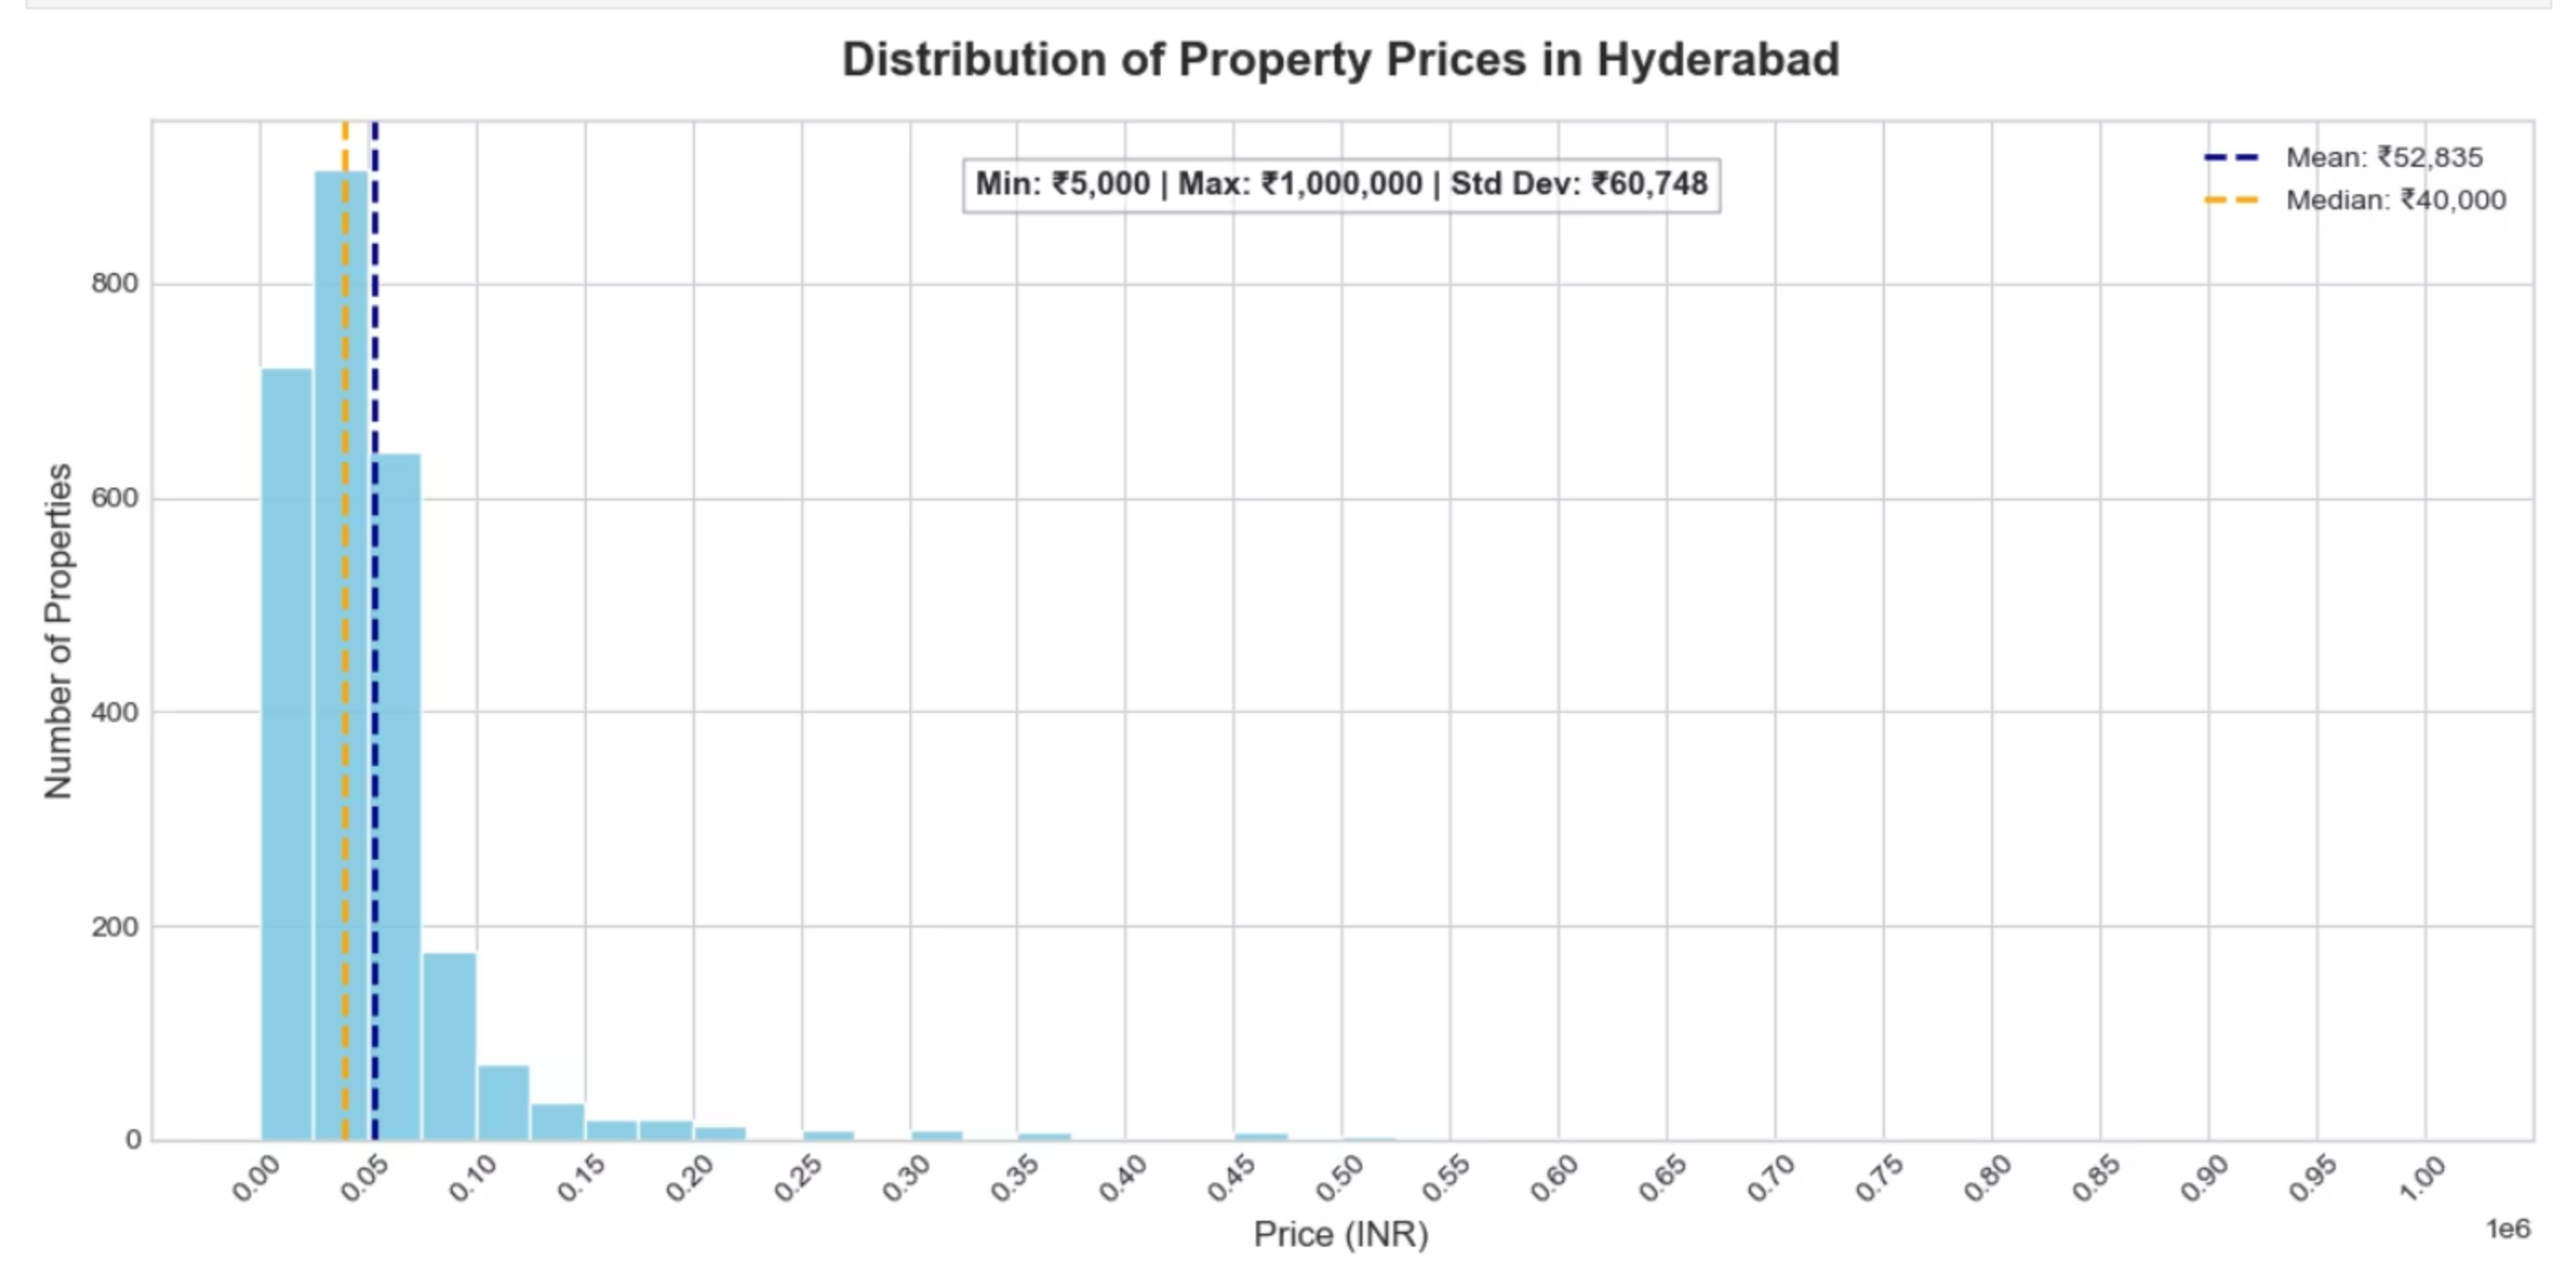 Distribution of Property Prices in Hyderabad
Min: ₹5,000 | Max: ₹1,000,000 | Std Dev: ₹60,748
Mean: ₹52,835
Median: ₹40,000
Number of Properties
800
600
400
200
0
0.00 0.05 0.10 0.15 0.20 0.25 0.30 0.35 0.40 0.45 0.50 0.55 0.60 0.65 0.70 0.75 0.80 0.85 0.90 0.95 1.00
Price (INR)
1e6